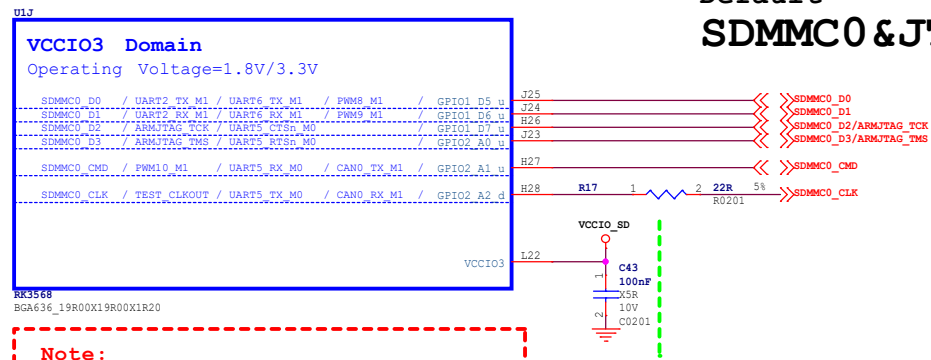 U1J
Default
SDMMC0&J
VCCIO3 Domain
Operating Voltage=1.8V/3.3V
SDMMC0_D0 / UART2_TX_M1 / UART6_TX_M1 / PWM8_M1 / GPIO1_D5_u J25 SDMMC0_D0
SDMMC0_D1 / UART2_RX_M1 / UART6_RX_M1 / PWM9_M1 / GPIO1_D6_u J24 SDMMC0_D1
SDMMC0_D2 / ARMJTAG_TCK / UART5_CTSn_M0 / GPIO1_D7_u H26 SDMMC0_D2/ARMJTAG_TCK
SDMMC0_D3 / ARMJTAG_TMS / UART5_RTSn_M0 / GPIO2_A0_u J23 SDMMC0_D3/ARMJTAG_TMS
SDMMC0_CMD / PWM10_M1 / UART5_RX_M0 / CAN0_TX_M1 / GPIO2_A1_u H27 SDMMC0_CMD
SDMMC0_CLK / TEST_CLKOUT / UART5_TX_M0 / CAN0_RX_M1 / GPIO2_A2_d H28 R17 1 2 22R 5% SDMMC0_CLK
R0201
VCCIO_SD
VCCIO3 L22
C43
1 100nF
X5R
10V
2 C0201
RK3568
BGA636_19R00X19R00X1R20
Note: